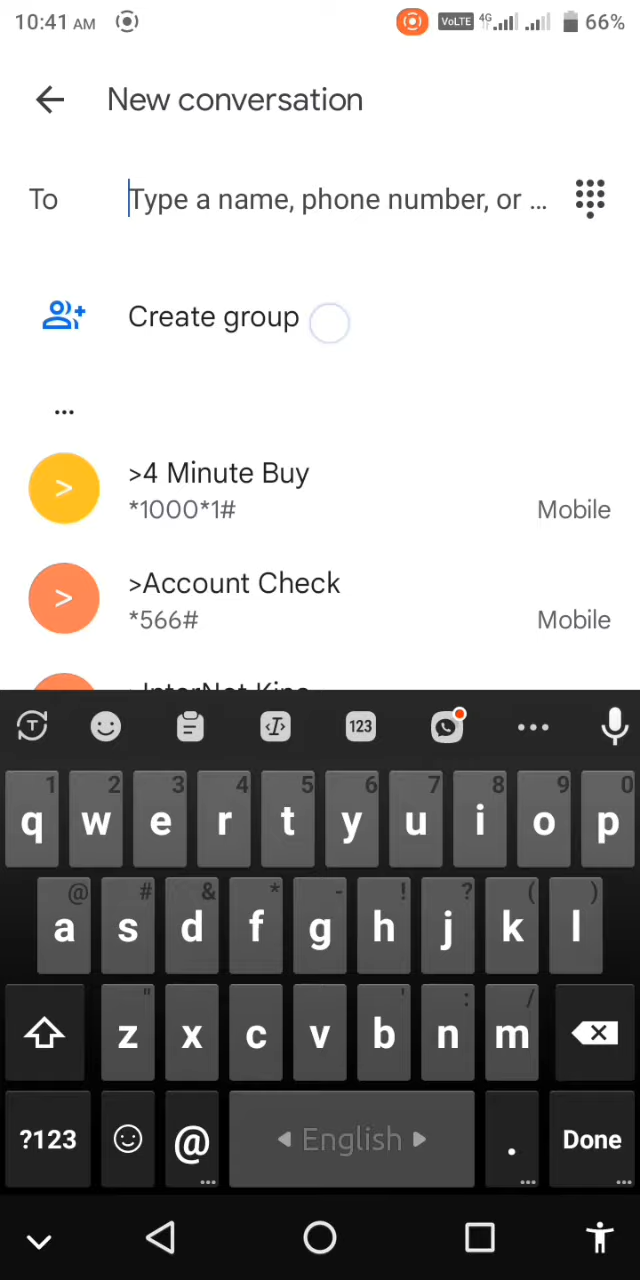 10:41 AM VoLTE 4G 66%
New conversation
To Type a name, phone number, or ...
Create group
...
> >4 Minute Buy
*1000*1# Mobile
> >Account Check
*566# Mobile
T T 123
1 2 3 4 5 6 7 8 9 0
q w e r t y u i o p
@ # & * - ! ? ( )
a s d f g h j k l
" ' : /
z x c v b n m
?123 @ English . Done